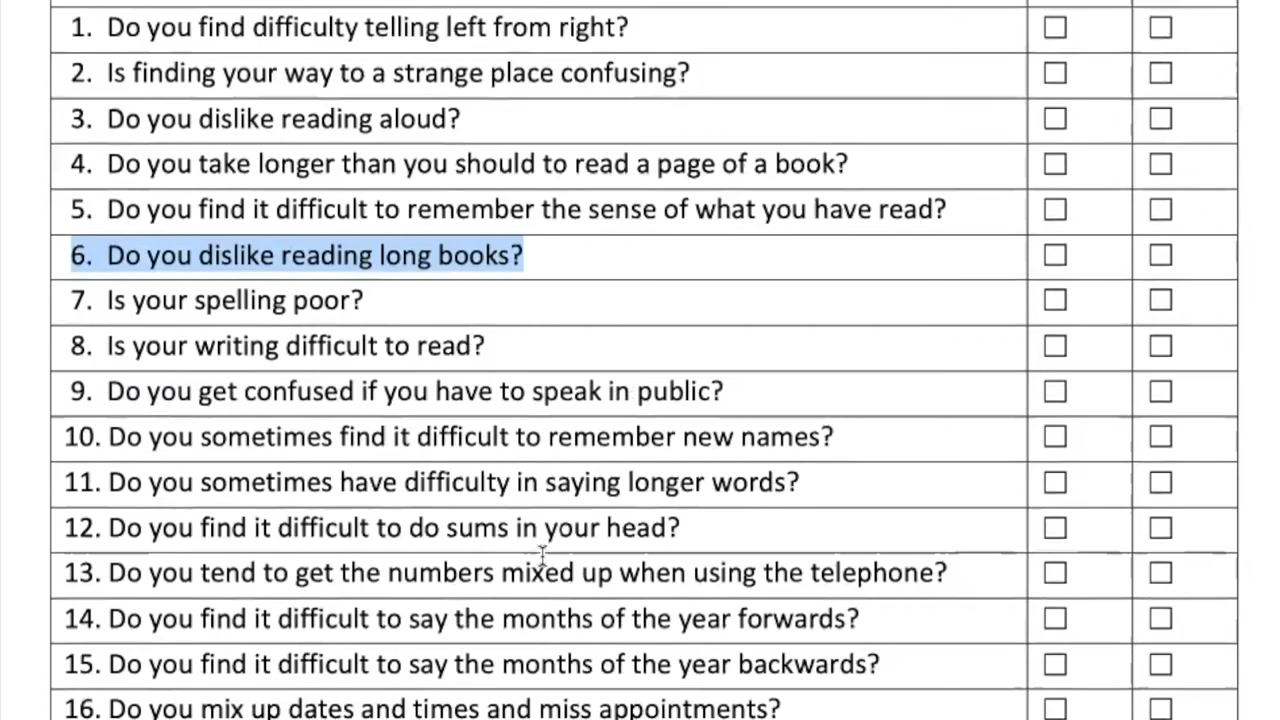 1. Do you find difficulty telling left from right?
2. Is finding your way to a strange place confusing?
3. Do you dislike reading aloud?
4. Do you take longer than you should to read a page of a book?
5. Do you find it difficult to remember the sense of what you have read?
6. Do you dislike reading long books?
7. Is your spelling poor?
8. Is your writing difficult to read?
9. Do you get confused if you have to speak in public?
10. Do you sometimes find it difficult to remember new names?
11. Do you sometimes have difficulty in saying longer words?
12. Do you find it difficult to do sums in your head?
13. Do you tend to get the numbers mixed up when using the telephone?
14. Do you find it difficult to say the months of the year forwards?
15. Do you find it difficult to say the months of the year backwards?
16. Do you mix up dates and times and miss appointments?